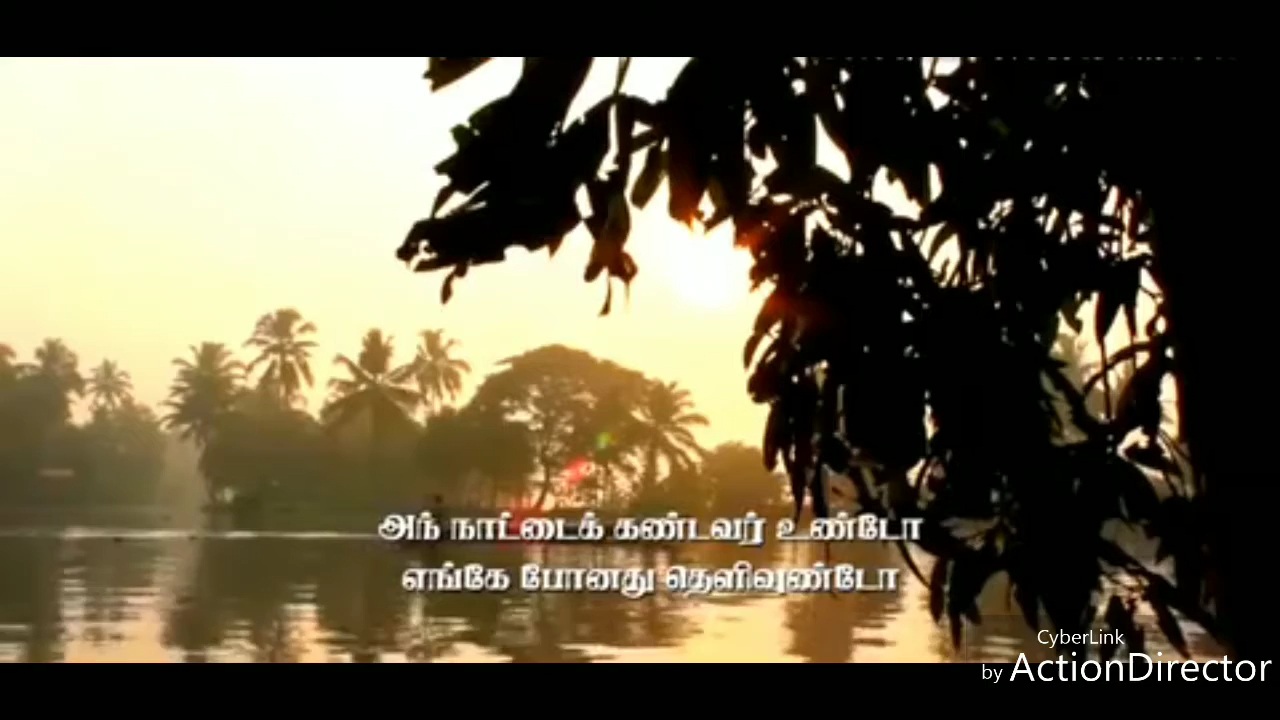 அந் நாட்டைக் கண்டவர் உண்டோ
எங்கே போனது தெளிவுண்டோ
CyberLink
by ActionDirector